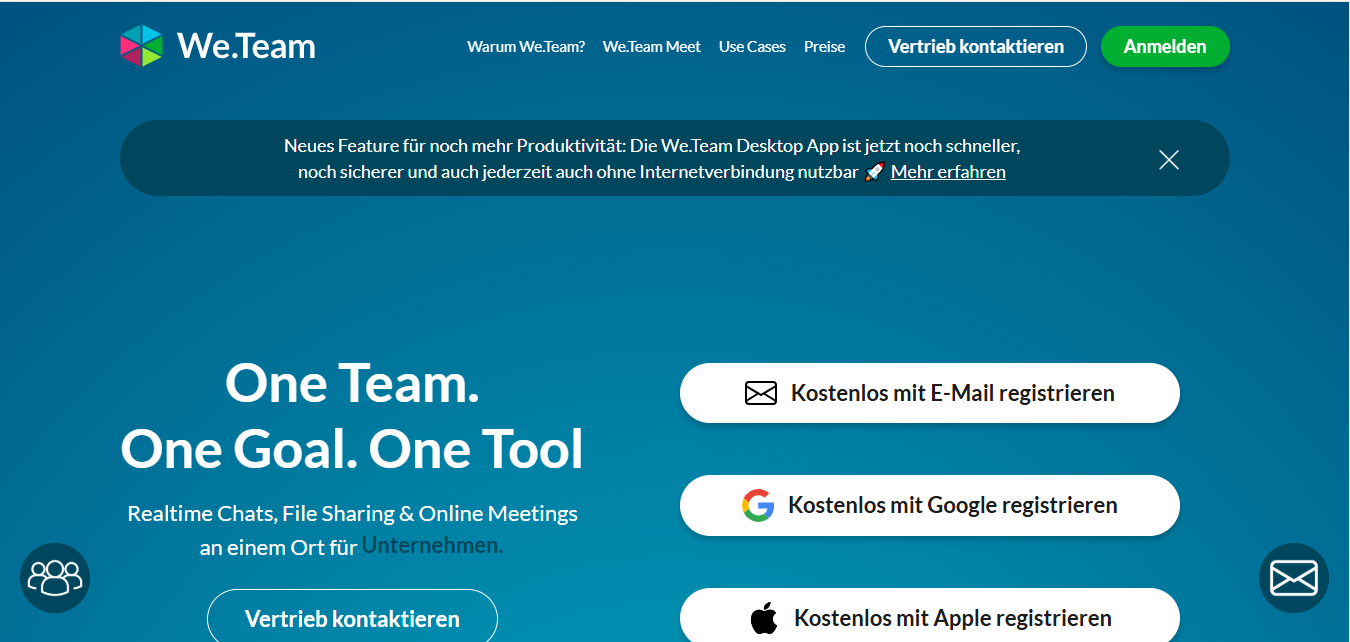 We.Team
Warum We.Team?
We.Team Meet
Use Cases
Preise
Vertrieb kontaktieren
Anmelden
Neues Feature für noch mehr Produktivität: Die We.Team Desktop App ist jetzt noch schneller,
noch sicherer und auch jederzeit auch ohne Internetverbindung nutzbar 🚀 Mehr erfahren
One Team.
One Goal. One Tool
Realtime Chats, File Sharing & Online Meetings
an einem Ort für Unternehmen.
Vertrieb kontaktieren
Kostenlos mit E-Mail registrieren
Kostenlos mit Google registrieren
Kostenlos mit Apple registrieren